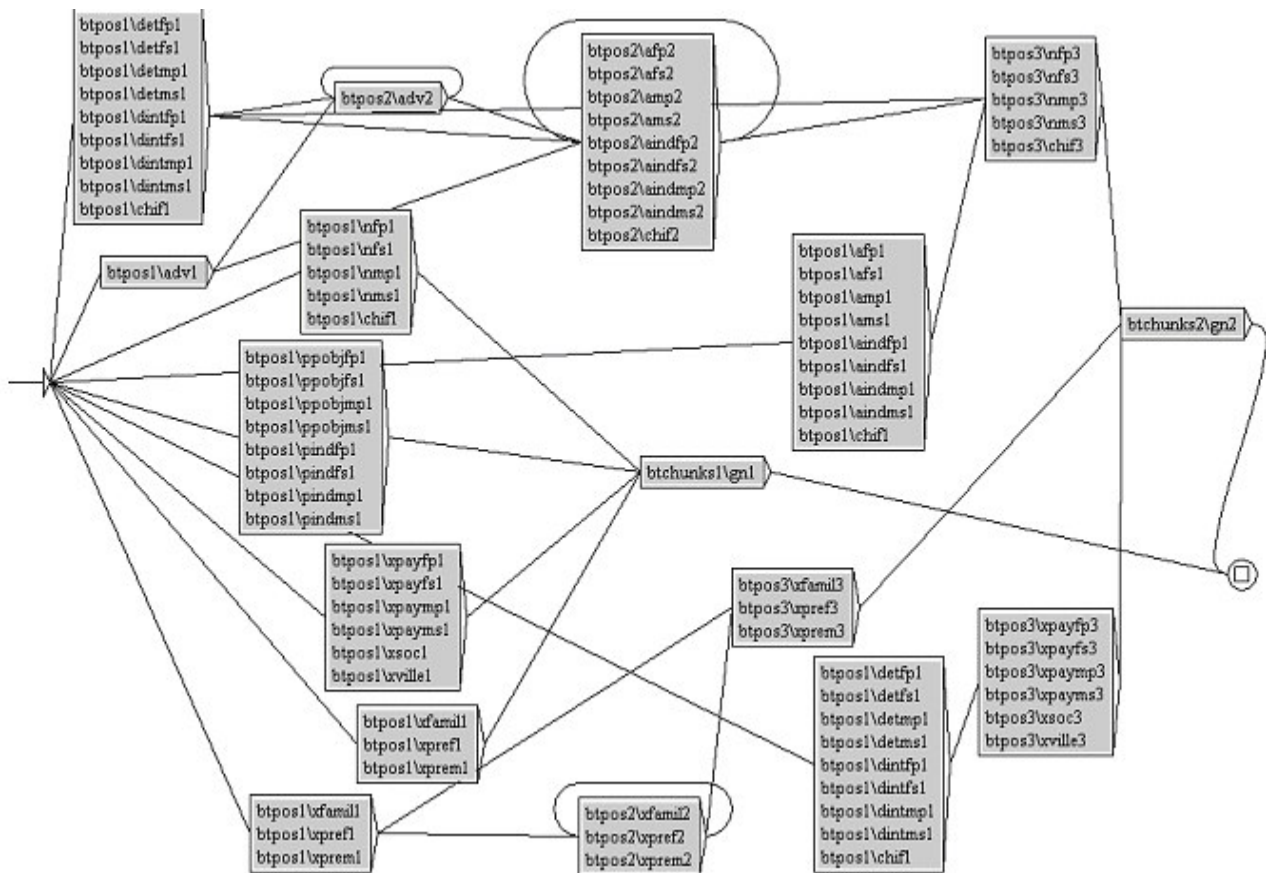 btpos1\detfp1
btpos1\detfs1
btpos1\detmp1
btpos1\detms1
btpos1\dintfp1
btpos1\dintfs1
btpos1\dintmp1
btpos1\dintms1
btpos1\chif1
btpos2\adv2
btpos2\afp2
btpos2\afs2
btpos2\amp2
btpos2\ams2
btpos2\aindfp2
btpos2\aindfs2
btpos2\aindmp2
btpos2\aindms2
btpos2\chif2
btpos3\nfp3
btpos3\nfs3
btpos3\nmp3
btpos3\nms3
btpos3\chif3
btpos1\adv1
btpos1\nfp1
btpos1\nfs1
btpos1\nmp1
btpos1\nms1
btpos1\chif1
btpos1\afp1
btpos1\afs1
btpos1\amp1
btpos1\ams1
btpos1\aindfp1
btpos1\aindfs1
btpos1\aindmp1
btpos1\aindms1
btpos1\chif1
btchunks2\gn2
btpos1\ppobjfp1
btpos1\ppobjfs1
btpos1\ppobjmp1
btpos1\ppobjms1
btpos1\pindfp1
btpos1\pindfs1
btpos1\pindmp1
btpos1\pindms1
btchunks1\gn1
btpos1\xpayfp1
btpos1\xpayfs1
btpos1\xpaymp1
btpos1\xpayms1
btpos1\xsoc1
btpos1\xville1
btpos3\xfamil3
btpos3\xpref3
btpos3\xprem3
btpos3\xpayfp3
btpos3\xpayfs3
btpos3\xpaymp3
btpos3\xpayms3
btpos3\xsoc3
btpos3\xville3
btpos1\detfp1
btpos1\detfs1
btpos1\detmp1
btpos1\detms1
btpos1\dintfp1
btpos1\dintfs1
btpos1\dintmp1
btpos1\dintms1
btpos1\chif1
btpos1\xfamil1
btpos1\xpref1
btpos1\xprem1
btpos1\xfamil1
btpos1\xpref1
btpos1\xprem1
btpos2\xfamil2
btpos2\xpref2
btpos2\xprem2